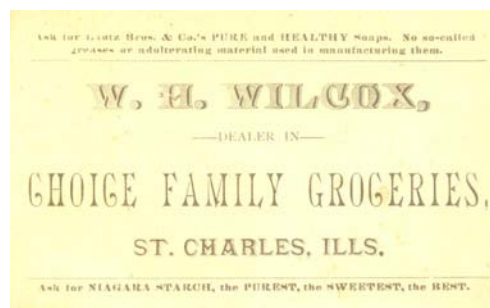 Ask for Lautz Bros. & Co.'s PURE and HEALTHY Soaps. No so-called
greases or adulterating material used in manufacturing them.
W. H. WILCOX,
DEALER IN
CHOICE FAMILY GROCERIES,
ST. CHARLES, ILLS.
Ask for NIAGARA STARCH, the PUREST, the SWEETEST, the BEST.